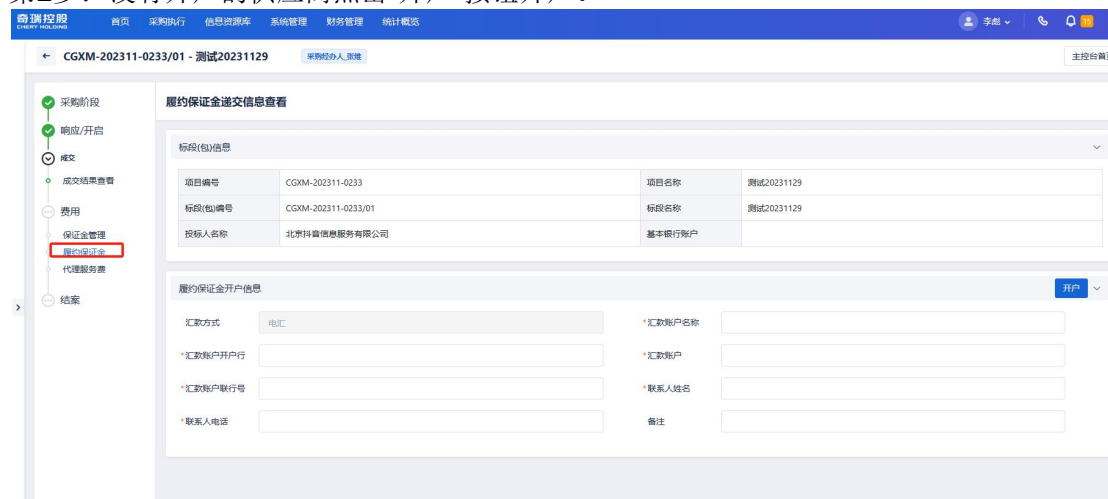 奇瑞控股
CHERY HOLDING
首页 采购执行 信息资源库 系统管理 财务管理 统计概览
李彪
15
← CGXM-202311-0233/01 - 测试20231129
采购经办人_张维
主控台首页
采购阶段
响应/开启
成交
成交结果查看
费用
保证金管理
履约保证金
代理服务费
结案
履约保证金递交信息查看
标段(包)信息
项目编号 CGXM-202311-0233 项目名称 测试20231129
标段(包)编号 CGXM-202311-0233/01 标段名称 测试20231129
投标人名称 北京抖音信息服务有限公司 基本银行账户
履约保证金开户信息 开户
汇款方式 电汇 *汇款账户名称
*汇款账户开户行 *汇款账户
*汇款账户联行号 *联系人姓名
*联系人电话 备注